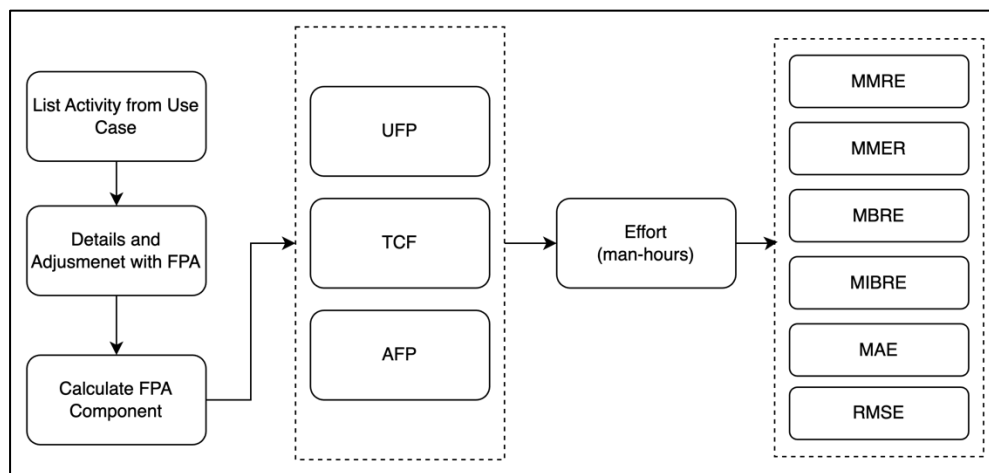 List Activity from Use
Case
Details and
Adjusmenet with FPA
Calculate FPA
Component
UFP
TCF
AFP
Effort
(man-hours)
MMRE
MMER
MBRE
MIBRE
MAE
RMSE